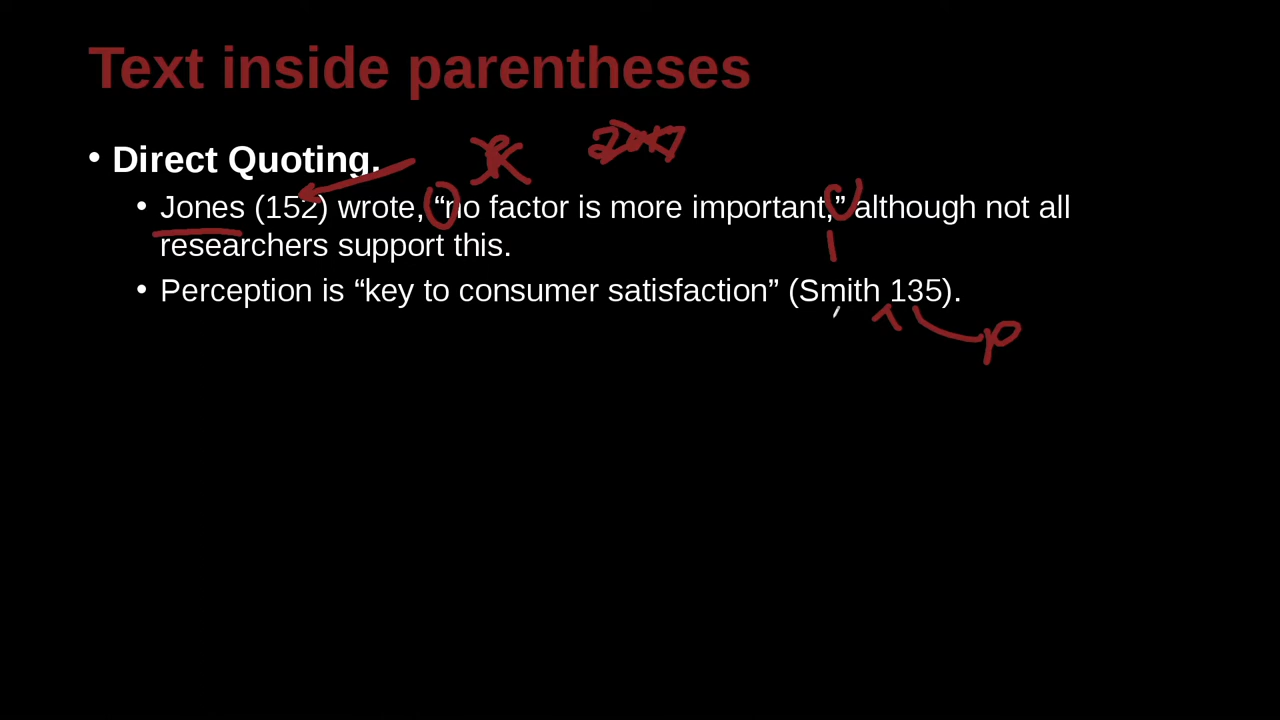 Text inside parentheses
• Direct Quoting.
• Jones (152) wrote, “no factor is more important,” although not all
researchers support this.
• Perception is “key to consumer satisfaction” (Smith 135).
p